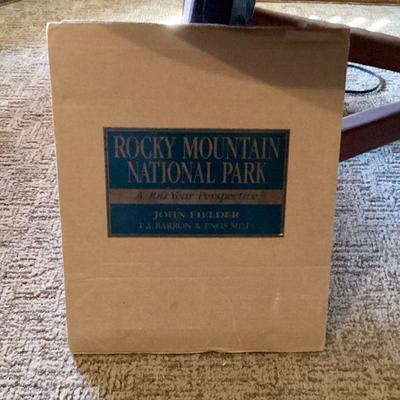 ROCKY MOUNTAIN
NATIONAL PARK
A 100 Year Perspective
JOHN FIELDER
T.A. BARRON & ENOS MILLS